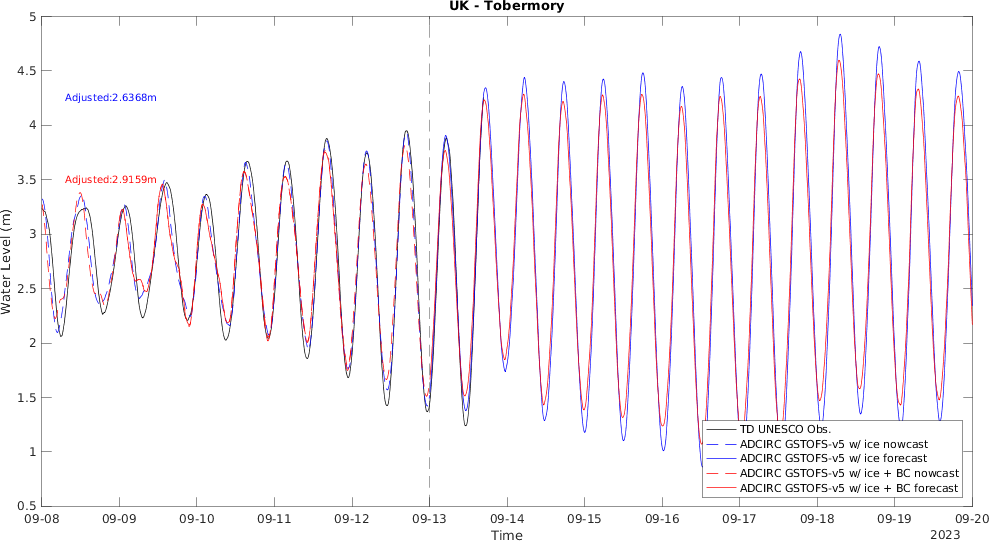 UK - Tobermory
5
4.5
4
3.5
3
2.5
2
1.5
1
0.5
Water Level (m)
Adjusted:2.6368m
Adjusted:2.9159m
TD UNESCO Obs.
ADCIRC GSTOFS-v5 w/ ice nowcast
ADCIRC GSTOFS-v5 w/ ice forecast
ADCIRC GSTOFS-v5 w/ ice + BC nowcast
ADCIRC GSTOFS-v5 w/ ice + BC forecast
09-08 09-09 09-10 09-11 09-12 09-13 09-14 09-15 09-16 09-17 09-18 09-19 09-20
Time
2023